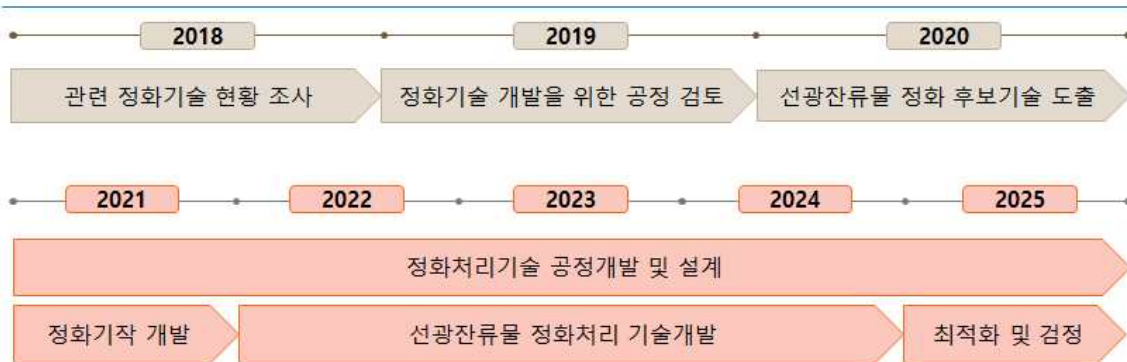 2018 2019 2020
관련 정화기술 현황 조사 정화기술 개발을 위한 공정 검토 선광잔류물 정화 후보기술 도출
2021 2022 2023 2024 2025
정화처리기술 공정개발 및 설계
정화기작 개발 선광잔류물 정화처리 기술개발 최적화 및 검정